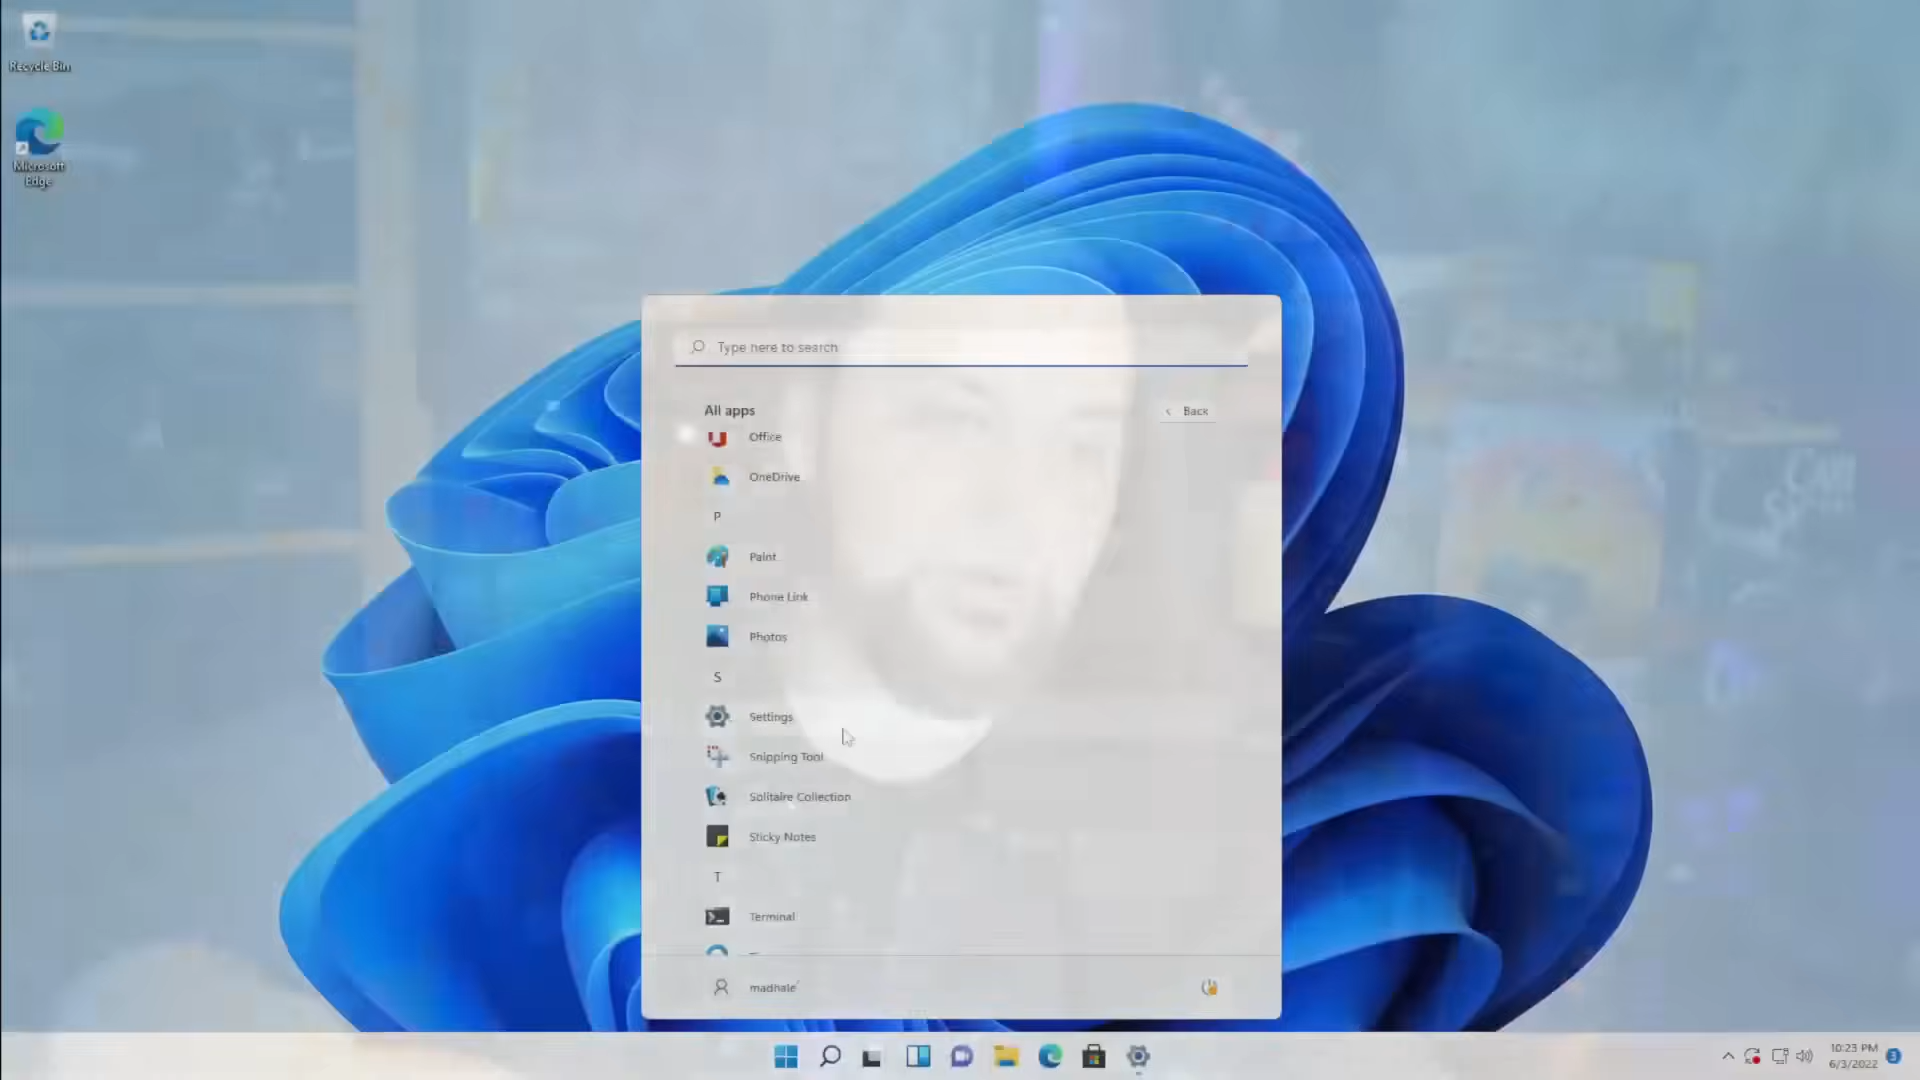 Recycle Bin
Microsoft
Edge
Type here to search
All apps
Back
Office
OneDrive
P
Paint
Phone Link
Photos
S
Settings
Snipping Tool
Solitaire Collection
Sticky Notes
T
Terminal
madhale
10:23 PM
6/3/2022
3